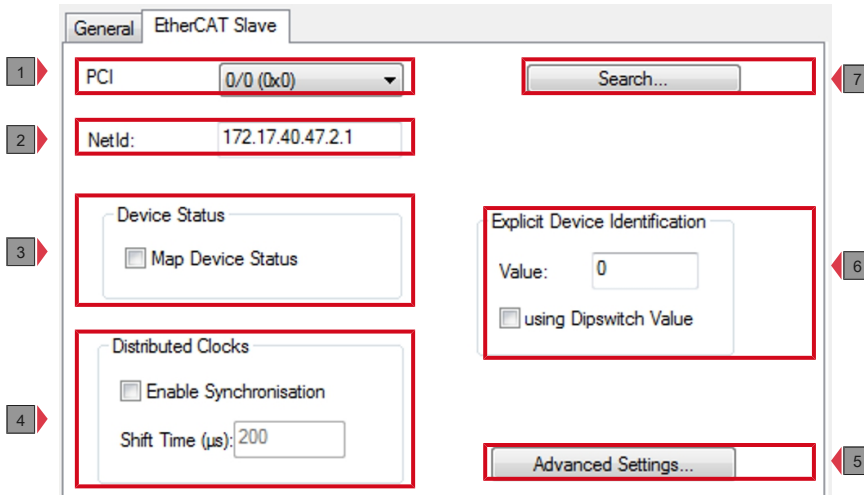 General EtherCAT Slave
1 PCI 0/0 (0x0) Search... 7
2 NetId: 172.17.40.47.2.1
Device Status
3 Map Device Status
Explicit Device Identification
Value: 0 6
using Dipswitch Value
Distributed Clocks
Enable Synchronisation
4 Shift Time (µs): 200
Advanced Settings... 5